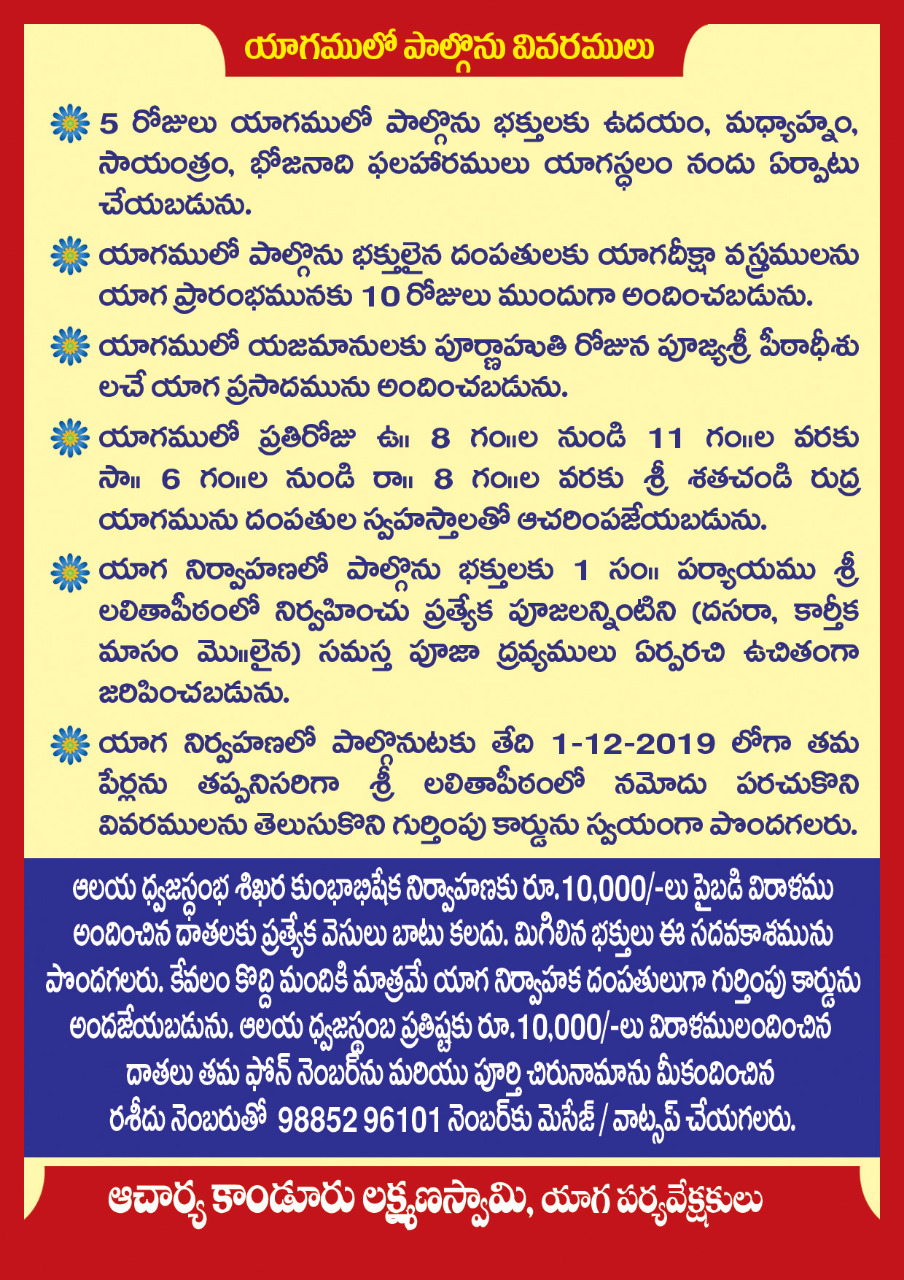 యాగములో పాల్గొను వివరములు
5 రోజులు యాగములో పాల్గొను భక్తులకు ఉదయం, మధ్యాహ్నం,
సాయంత్రం, భోజనాది ఫలహారములు యాగస్ధలం నందు ఏర్పాటు
చేయబడును.
యాగములో పాల్గొను భక్తులైన దంపతులకు యాగదీక్షా వస్త్రములను
యాగ ప్రారంభమునకు 10 రోజులు ముందుగా అందించబడును.
యాగములో యజమానులకు పూర్ణాహుతి రోజున పూజ్యశ్రీ పీఠాధీశు
లచే యాగ ప్రసాదమును అందించబడును.
యాగములో ప్రతిరోజు ఉ॥ 8 గం॥ల నుండి 11 గం॥ల వరకు
సా॥ 6 గం॥ల నుండి రా॥ 8 గం॥ల వరకు శ్రీ శతచండి రుద్ర
యాగమును దంపతుల స్వహస్తాలతో ఆచరింపజేయబడును.
యాగ నిర్వాహణలో పాల్గొను భక్తులకు 1 సం॥ పర్యాయము శ్రీ
లలితాపీఠంలో నిర్వహించు ప్రత్యేక పూజలన్నింటిని (దసరా, కార్తీక
మాసం మొ॥లైన) సమస్త పూజా ద్రవ్యములు ఏర్పరచి ఉచితంగా
జరిపించబడును.
యాగ నిర్వహణలో పాల్గొనుటకు తేది 1-12-2019 లోగా తమ
పేర్లను తప్పనిసరిగా శ్రీ లలితాపీఠంలో నమోదు పరచుకొని
వివరములను తెలుసుకొని గుర్తింపు కార్డును స్వయంగా పొందగలరు.
ఆలయ ధ్వజస్ధంభ శిఖర కుంభాభిషేక నిర్వాహణకు రూ.10,000/-లు పైబడి విరాళము
అందించిన దాతలకు ప్రత్యేక వెసులు బాటు కలదు. మిగిలిన భక్తులు ఈ సదవకాశమును
పొందగలరు. కేవలం కొద్ది మందికి మాత్రమే యాగ నిర్వాహక దంపతులుగా గుర్తింపు కార్డును
అందజేయబడును. ఆలయ ధ్వజస్థంబ ప్రతిష్టకు రూ.10,000/-లు విరాళములందించిన
దాతలు తమ ఫోన్ నెంబర్‌ను మరియు పూర్తి చిరునామాను మీకందించిన
రశీదు నెంబరుతో 98852 96101 నెంబర్‌కు మెసేజ్ / వాట్సప్ చేయగలరు.
ఆచార్య కాండూరు లక్ష్మణస్వామి, యాగ పర్యవేక్షకులు